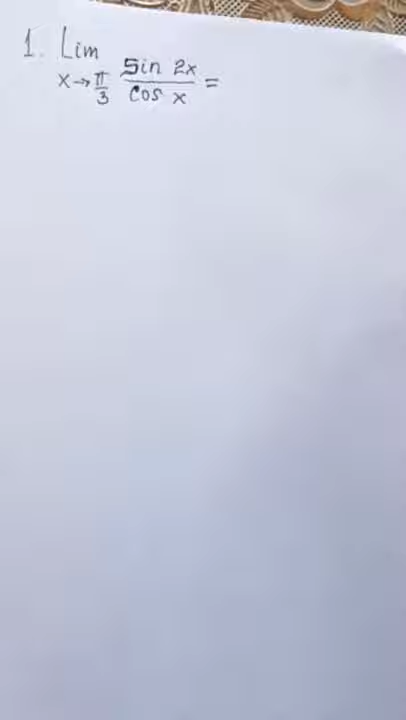 1. Lim sin 2x =
x→π/3 cos x